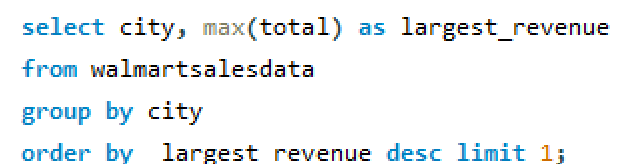 select city, max(total) as largest_revenue
from walmartsalesdata
group by city
order by  largest_revenue desc limit 1;